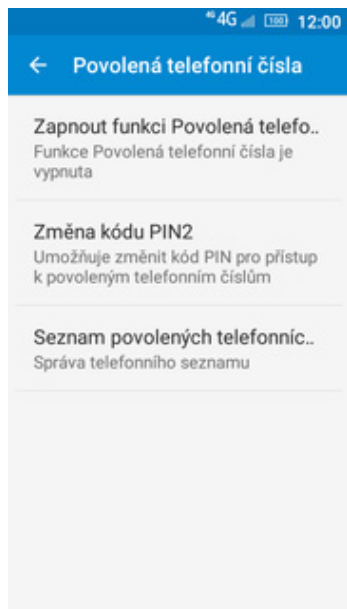 4G 4G 100 12:00
Povolená telefonní čísla
Zapnout funkci Povolená telefo..
Funkce Povolená telefonní čísla je
vypnuta
Změna kódu PIN2
Umožňuje změnit kód PIN pro přístup
k povoleným telefonním číslům
Seznam povolených telefonníc..
Správa telefonního seznamu